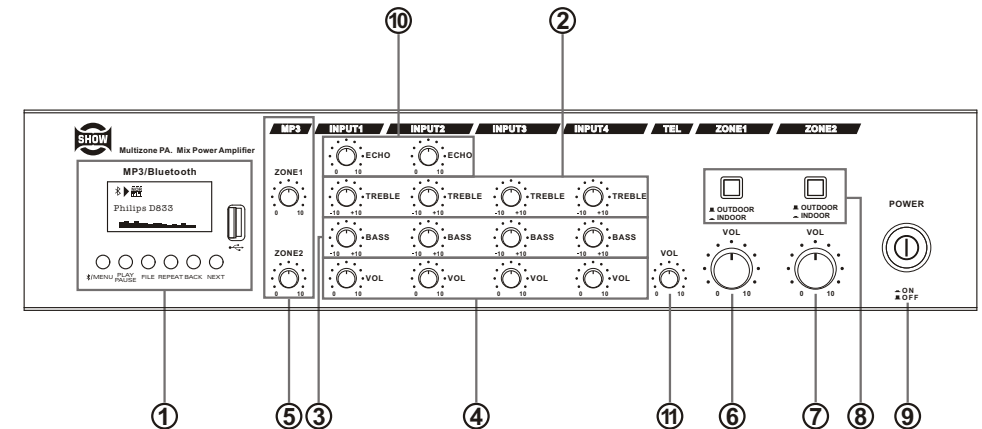 ⑩ ②
SHOW
Multizone PA. Mix Power Amplifier
MP3 INPUT1 INPUT2 INPUT3 INPUT4 TEL ZONE1 ZONE2
MP3/Bluetooth
Philips D833
MENU PLAY PAUSE FILE REPEAT BACK NEXT
ZONE1
0 10
ZONE2
0 10
ECHO ECHO
0 10 0 10
TREBLE TREBLE TREBLE TREBLE
-10 +10 -10 +10 -10 +10 -10 +10
BASS BASS BASS BASS
-10 +10 -10 +10 -10 +10 -10 +10
VOL VOL VOL VOL
0 10 0 10 0 10 0 10
VOL
0 10
OUTDOOR
INDOOR
VOL
0 10
OUTDOOR
INDOOR
VOL
0 10
POWER
ON
OFF
① ⑤ ③ ④ ⑪ ⑥ ⑦ ⑧ ⑨